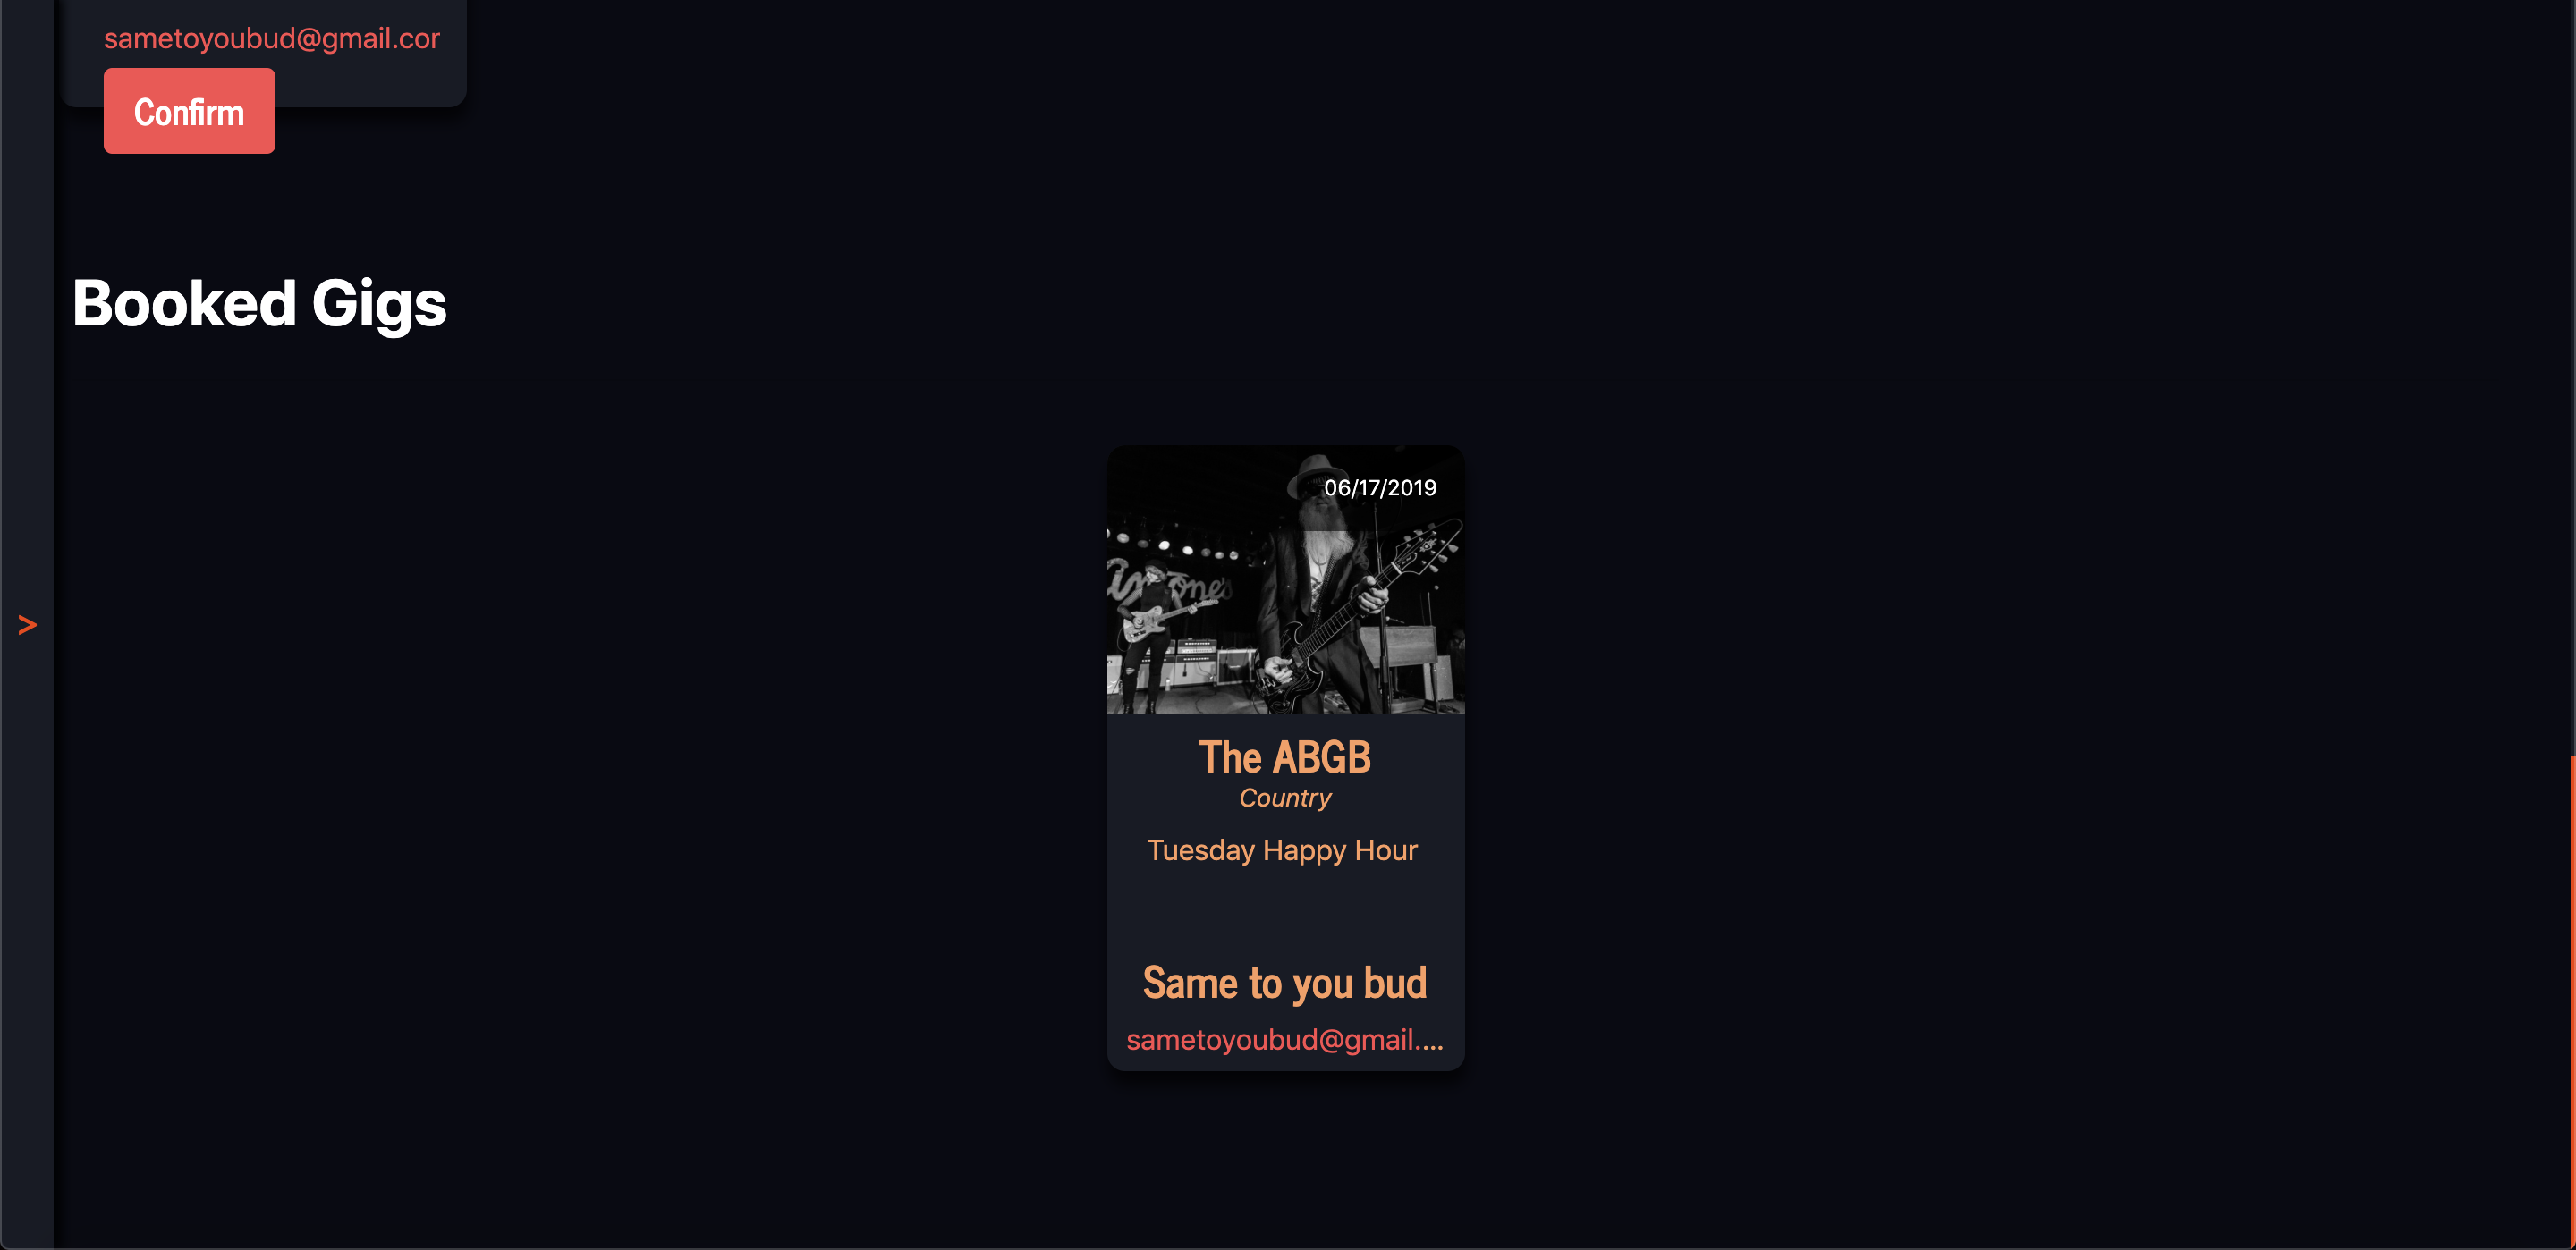 sametoyoubud@gmail.cor
Confirm
Booked Gigs
>
06/17/2019
The ABGB
Country
Tuesday Happy Hour
Same to you bud
sametoyoubud@gmail....